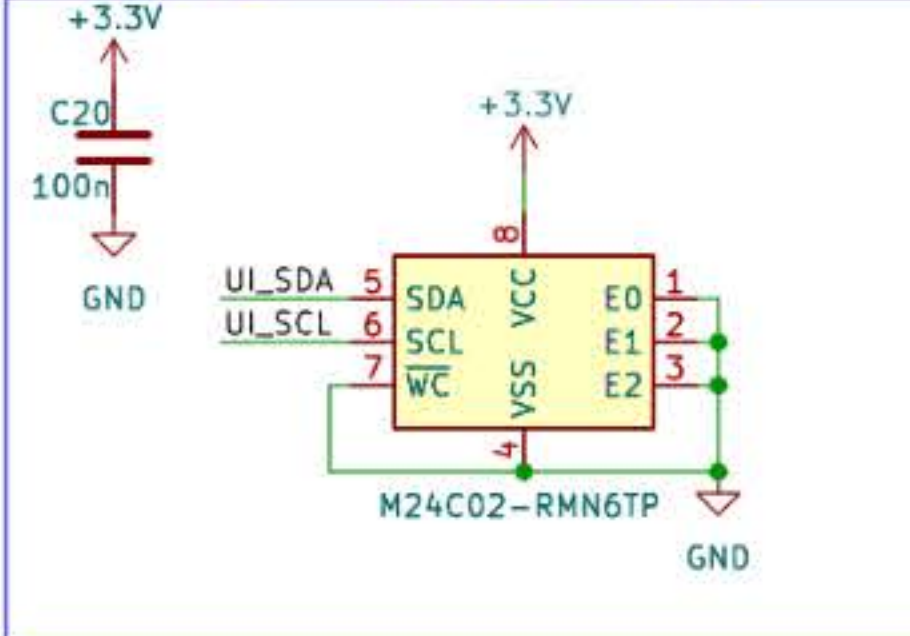 +3.3V
C20
100n
GND
+3.3V
8
UI_SDA 5 SDA VCC E0 1
UI_SCL 6 SCL E1 2
7 WC VSS E2 3
4
M24C02-RMN6TP
GND